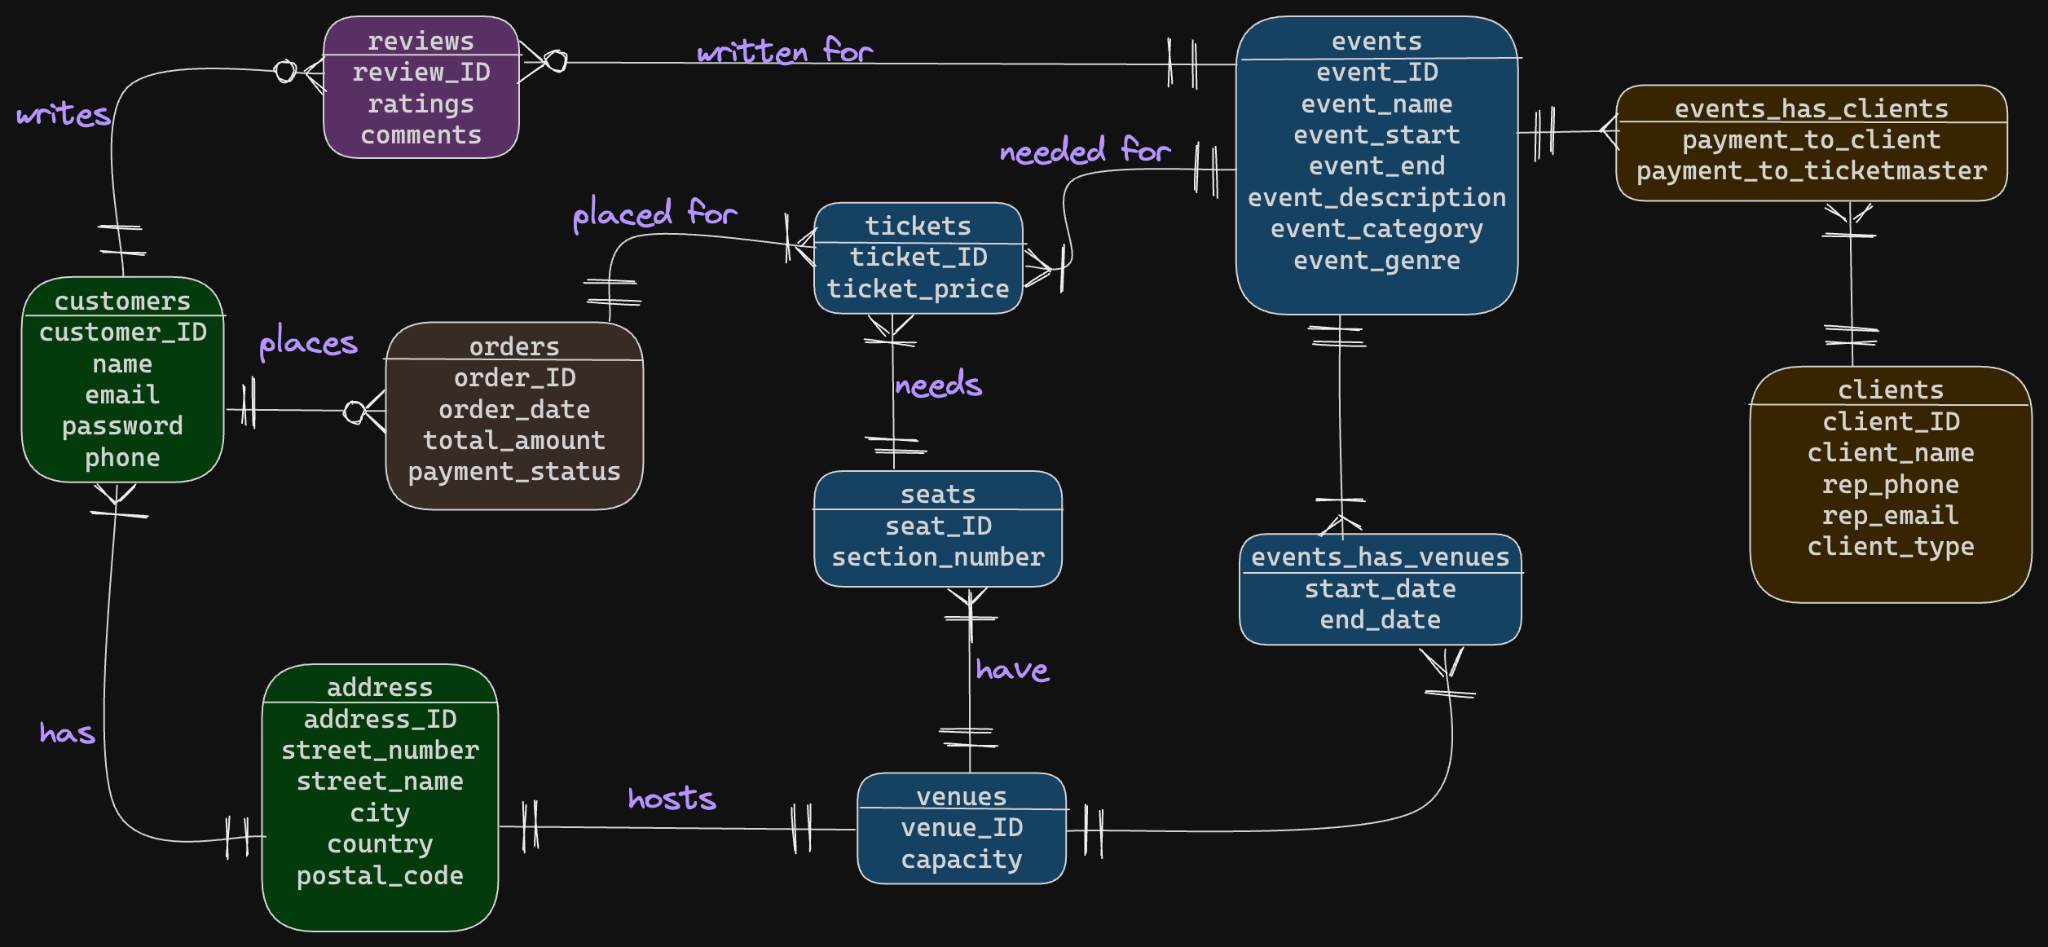 reviews
review_ID
ratings
comments
written for
events
event_ID
event_name
event_start
event_end
event_description
event_category
event_genre
events_has_clients
payment_to_client
payment_to_ticketmaster
writes
needed for
placed for
tickets
ticket_ID
ticket_price
customers
customer_ID
name
email
password
phone
places
orders
order_ID
order_date
total_amount
payment_status
needs
clients
client_ID
client_name
rep_phone
rep_email
client_type
seats
seat_ID
section_number
events_has_venues
start_date
end_date
have
has
address
address_ID
street_number
street_name
city
country
postal_code
hosts
venues
venue_ID
capacity